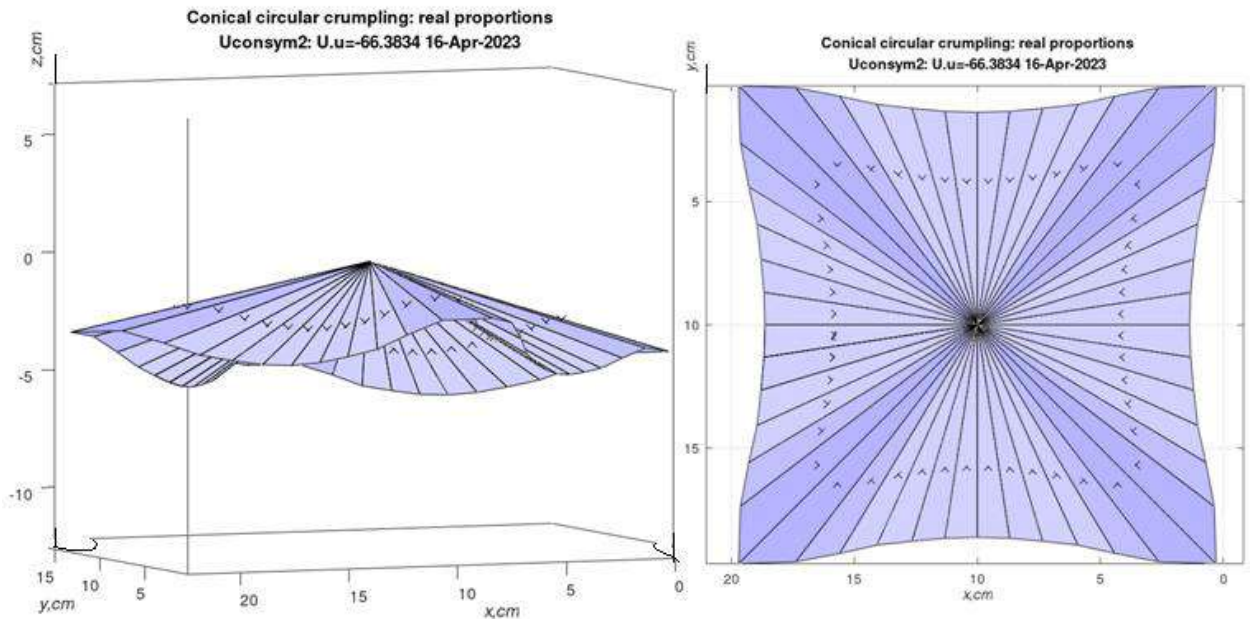 Conical circular crumpling: real proportions
Uconsym2: U.u=-66.3834 16-Apr-2023
z,cm
5
0
-5
-10
15
10
5
y,cm
20
15
10
5
0
x,cm
Conical circular crumpling: real proportions
Uconsym2: U.u=-66.3834 16-Apr-2023
y,cm
5
10
15
20
15
10
5
0
x,cm